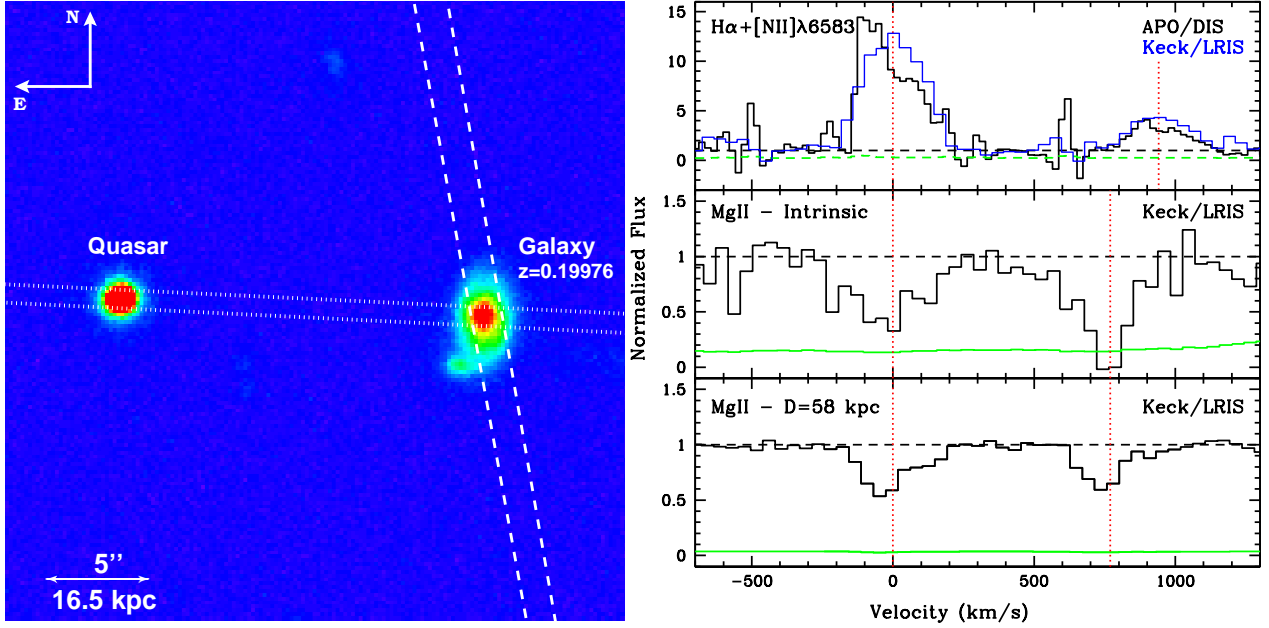 N
E
Quasar
Galaxy
z=0.19976
5’’
16.5 kpc
Hα+[NII]λ6583
APO/DIS
Keck/LRIS
15
10
5
0
MgII − Intrinsic
Keck/LRIS
1.5
1
0.5
0
Normalized Flux
MgII − D=58 kpc
Keck/LRIS
1.5
1
0.5
0
−500
0
500
1000
Velocity (km/s)